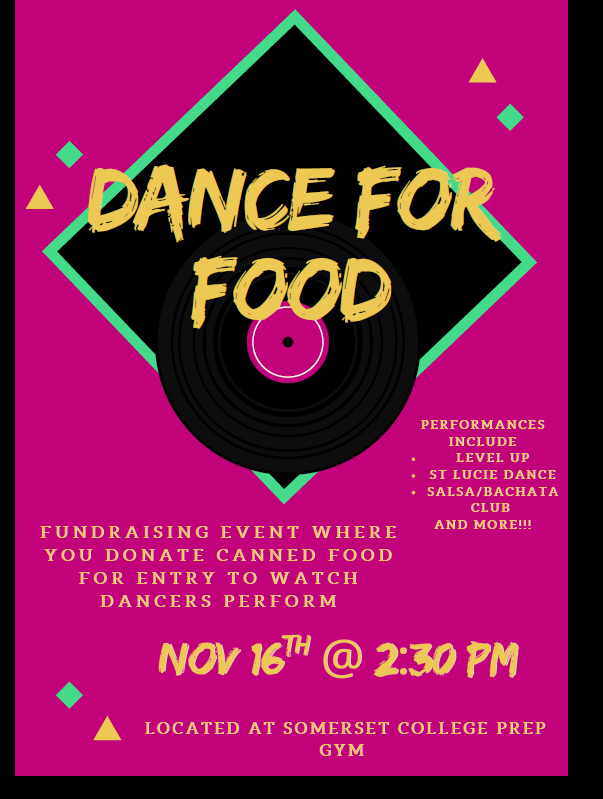 DANCE FOR
FOOD
PERFORMANCES
INCLUDE
• LEVEL UP
• ST LUCIE DANCE
• SALSA/BACHATA
CLUB
AND MORE!!!
FUNDRAISING EVENT WHERE
YOU DONATE CANNED FOOD
FOR ENTRY TO WATCH
DANCERS PERFORM
NOV 16TH @ 2:30 PM
LOCATED AT SOMERSET COLLEGE PREP
GYM